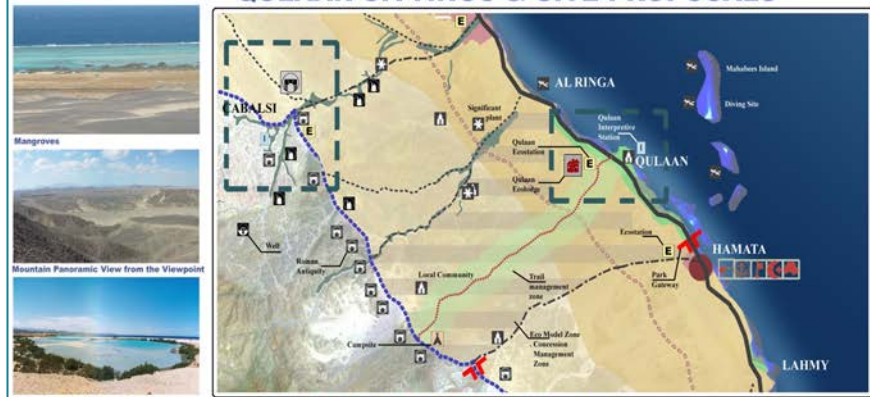 Mangroves
Mountain Panoramic View from the Viewpoint
CABALSI
AL RINGA
Mahaburs Island
Diving Site
Significant
plant
Qulaan
Interpretive
Station
Qulaan
Ecostation
QULAAN
Qulaan
Ecolodge
E
E
E
E
I
I
Well
Roman
Antiquity
Ecostation
HAMATA
Local Community
Trail
management
zone
Park
Gateway
Campsite
Eco Model Zone
. Concession
Management
Zone
LAHMY